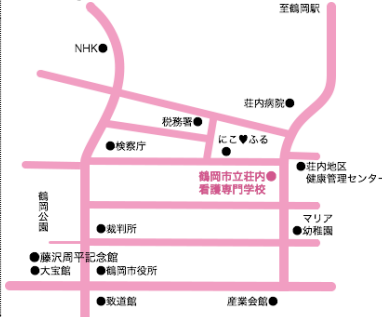 至鶴岡駅
NHK●
荘内病院●
税務署●
にこ♥ふる
●検察庁
●荘内地区
健康管理センター
鶴岡市立荘内●
看護専門学校
鶴岡公園
マリア
●幼稚園
●裁判所
●藤沢周平記念館
●大宝館
●鶴岡市役所
●致道館
産業会館●